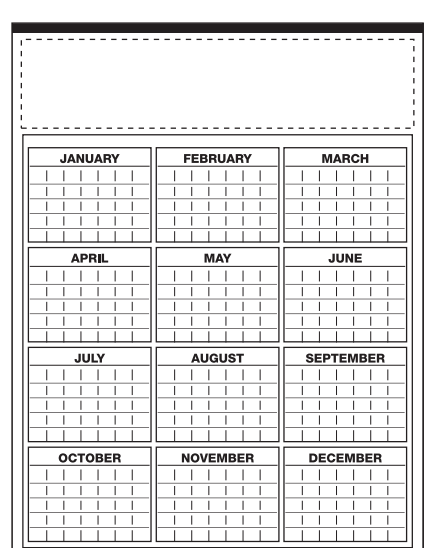 JANUARY FEBRUARY MARCH
APRIL MAY JUNE
JULY AUGUST SEPTEMBER
OCTOBER NOVEMBER DECEMBER